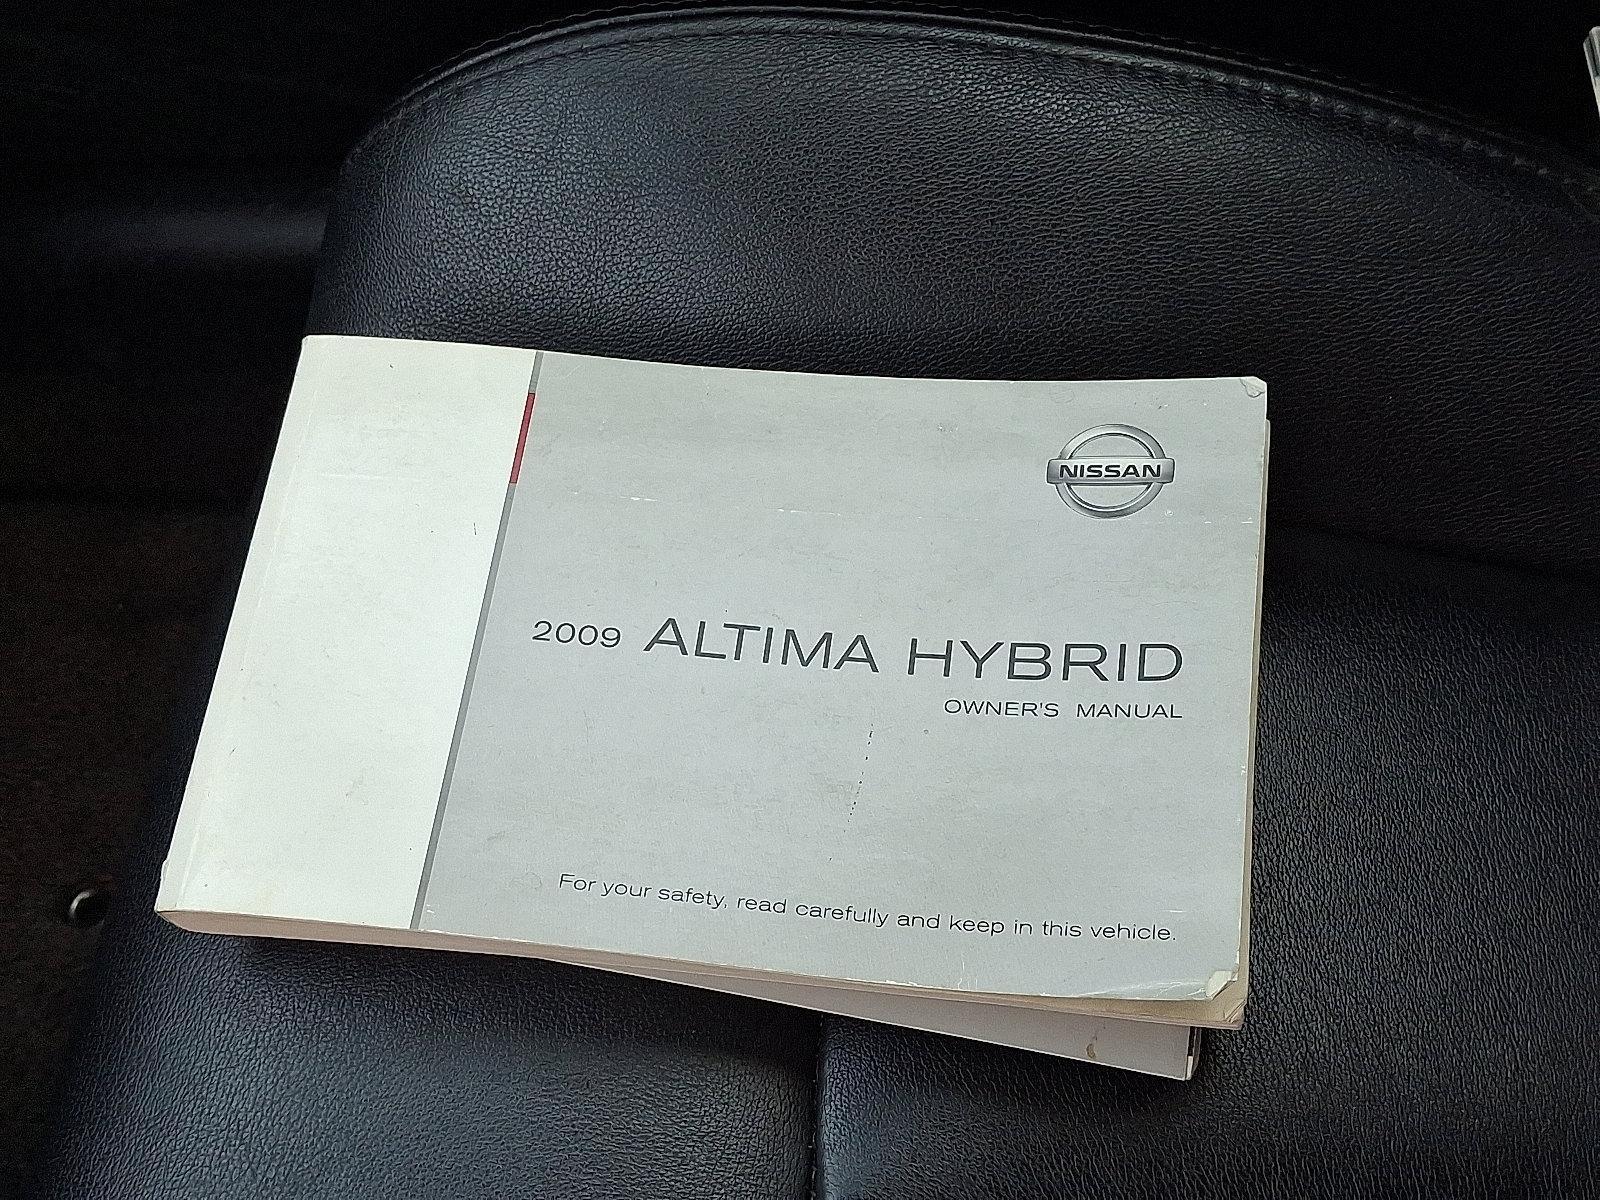 NISSAN
2009 ALTIMA HYBRID
OWNER'S MANUAL
For your safety, read carefully and keep in this vehicle.